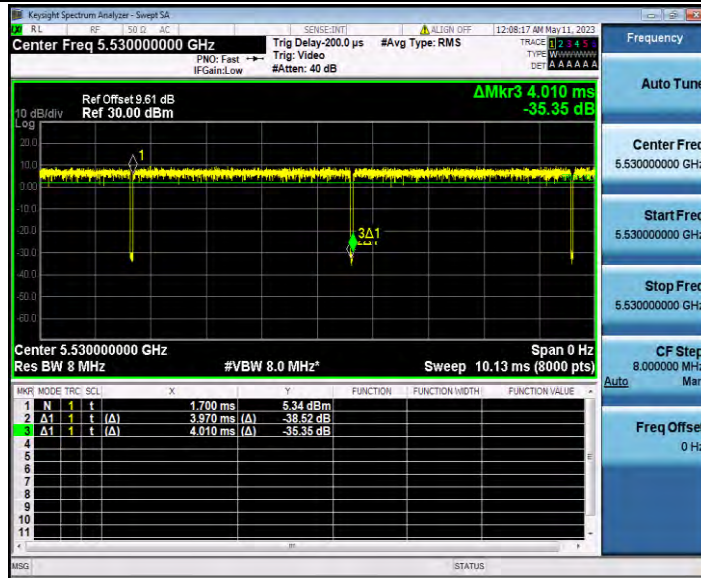 Keysight Spectrum Analyzer - Swept SA
RL RF 50 Ω AC SENSE:INT ALIGN OFF 12:08:17 AM May 11, 2023
Center Freq 5.530000000 GHz
PNO: Fast
IFGain:Low
Trig Delay-200.0 µs
Trig: Video
#Atten: 40 dB
#Avg Type: RMS
TRACE 1 2 3 4 5 6
TYPE W
DET A A A A A A
Frequency
Auto Tune
Center Freq
5.530000000 GHz
Start Freq
5.530000000 GHz
Stop Freq
5.530000000 GHz
CF Step
8.000000 MHz
Auto Man
Freq Offset
0 Hz
Ref Offset 9.61 dB
10 dB/div Ref 30.00 dBm
Log
ΔMkr3 4.010 ms
-35.35 dB
20.0
10.0
0.00
-10.0
-20.0
-30.0
-40.0
-50.0
-60.0
1
3Δ1
Center 5.530000000 GHz Span 0 Hz
Res BW 8 MHz #VBW 8.0 MHz* Sweep 10.13 ms (8000 pts)
MKR MODE TRC SCL X Y FUNCTION FUNCTION WIDTH FUNCTION VALUE
1 N 1 t 1.700 ms 5.34 dBm
2 Δ1 1 t (Δ) 3.970 ms (Δ) -38.52 dB
3 Δ1 1 t (Δ) 4.010 ms (Δ) -35.35 dB
4
5
6
7
8
9
10
11
MSG STATUS